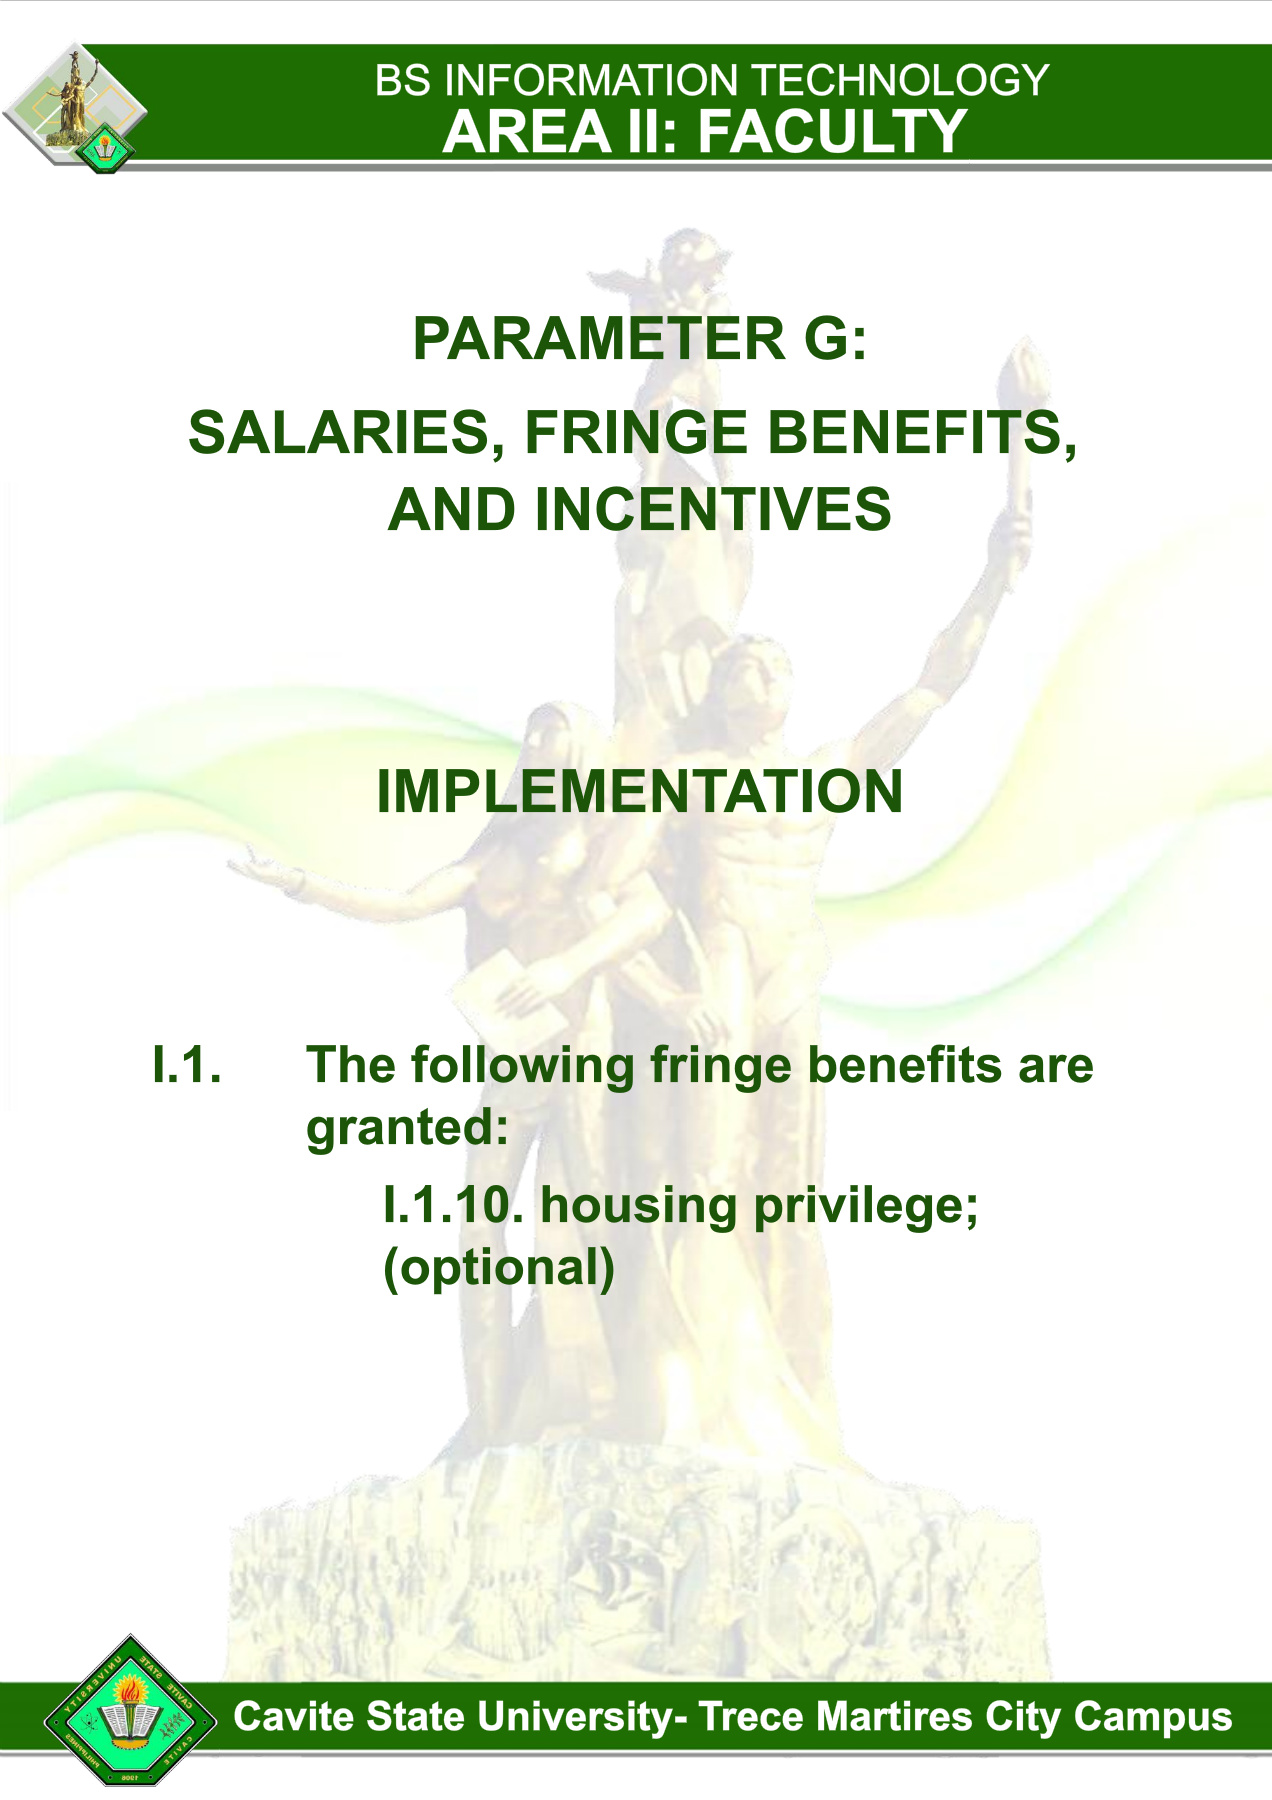 BS INFORMATION TECHNOLOGY
AREA II: FACULTY
PARAMETER G:
SALARIES, FRINGE BENEFITS,
AND INCENTIVES
IMPLEMENTATION
I.1. The following fringe benefits are
granted:
I.1.10. housing privilege;
(optional)
CAVITE STATE UNIVERSITY
CAVITE PHILIPPINES
1906
Cavite State University- Trece Martires City Campus